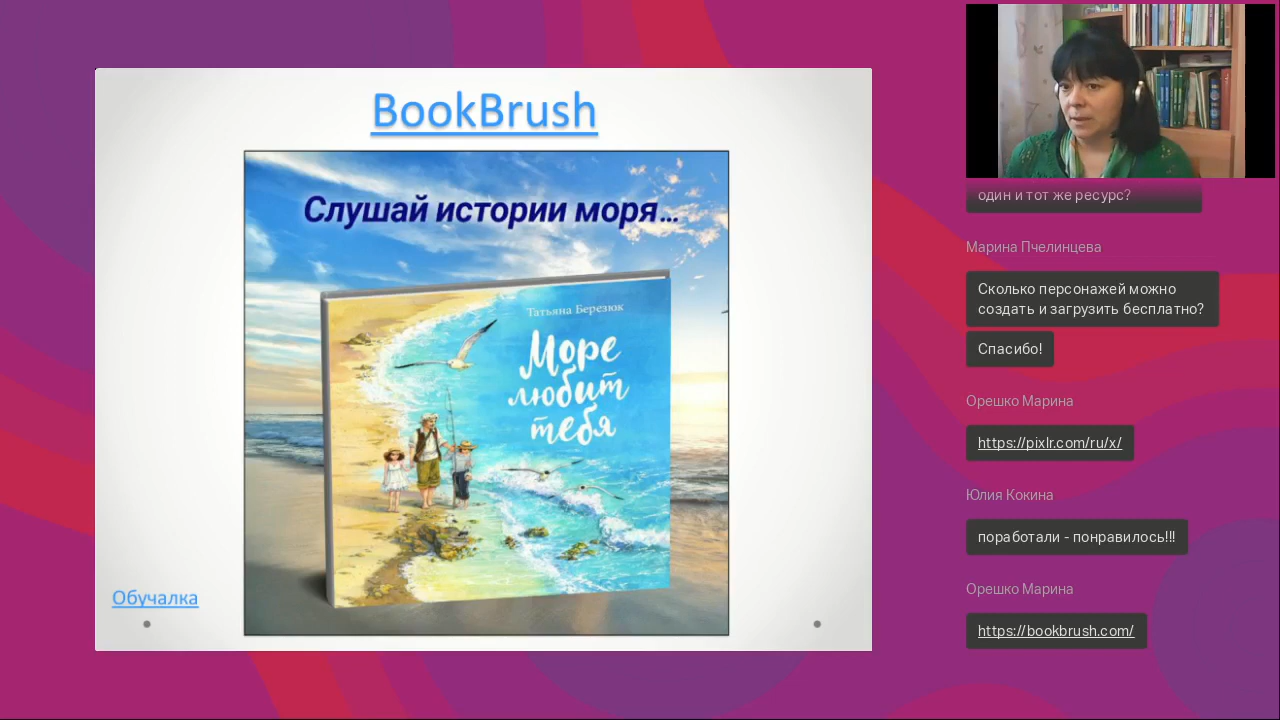 BookBrush
Слушай истории моря...
Татьяна Березюк
Море
любит
тебя
Обучалка
один и тот же ресурс?
Марина Пчелинцева
Сколько персонажей можно
создать и загрузить бесплатно?
Спасибо!
Орешко Марина
https://pixlr.com/ru/x/
Юлия Кокина
поработали - понравилось!!!
Орешко Марина
https://bookbrush.com/